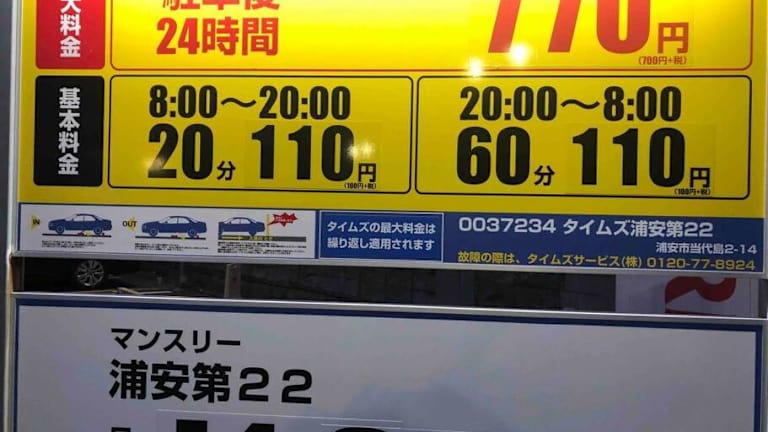 大料金
駐車後
24時間
770円
(700円+税)
基本料金
8:00～20:00
20分 110円
(100円+税)
20:00～8:00
60分 110円
(100円+税)
IN
OUT
タイムズの最大料金は
繰り返し適用されます
0037234 タイムズ浦安第22
浦安市当代島2-14
故障の際は、タイムズサービス(株) 0120-77-8924
マンスリー
浦安第22